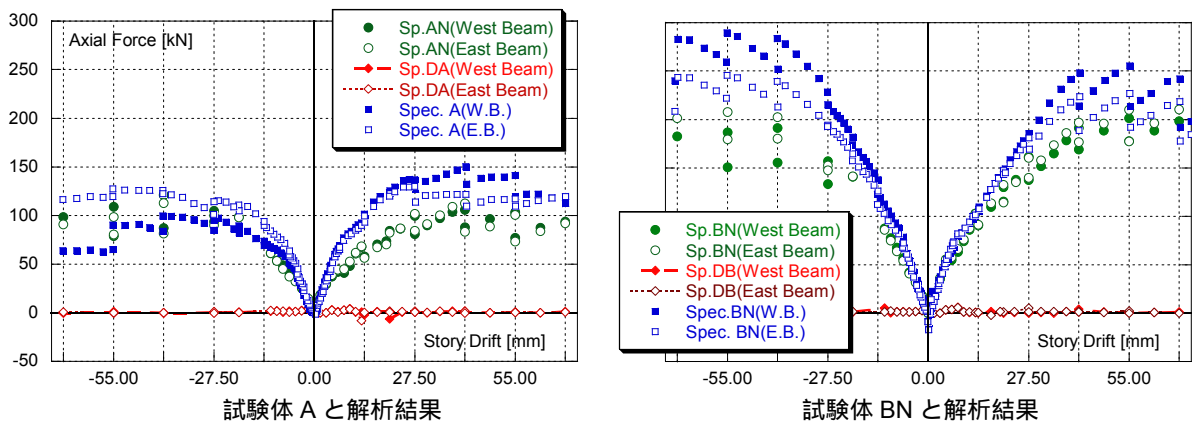 300
250
200
150
100
50
0
-50
Axial Force [kN]
Sp.AN(West Beam)
Sp.AN(East Beam)
Sp.DA(West Beam)
Sp.DA(East Beam)
Spec. A(W.B.)
Spec. A(E.B.)
Story Drift [mm]
-55.00 -27.50 0.00 27.50 55.00
試験体 A と解析結果
Sp.BN(West Beam)
Sp.BN(East Beam)
Sp.DB(West Beam)
Sp.DB(East Beam)
Spec.BN(W.B.)
Spec. BN(E.B.)
Story Drift [mm]
-55.00 -27.50 0.00 27.50 55.00
試験体 BN と解析結果